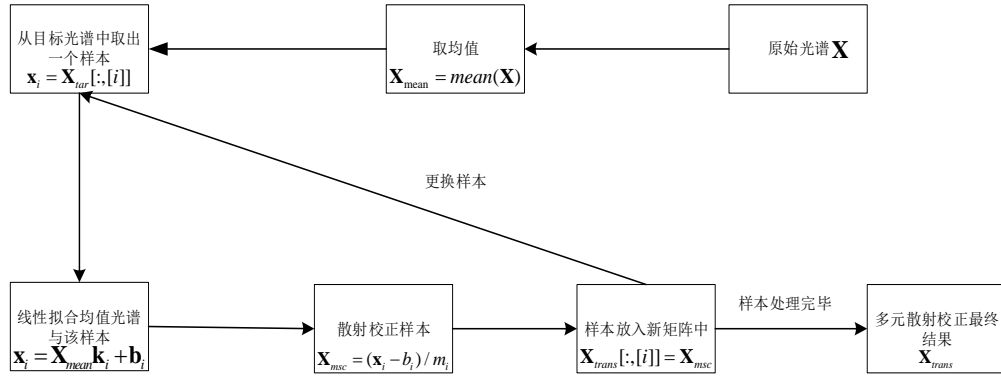 从目标光谱中取出
一个样本
x_i = X_tar[:,[i]]
取均值
X_mean = mean(X)
原始光谱X
更换样本
线性拟合均值光谱
与该样本
x_i = X_mean k_i + b_i
散射校正样本
X_msc = (x_i − b_i) / m_i
样本放入新矩阵中
X_trans[:,[i]] = X_msc
样本处理完毕
多元散射校正最终
结果
X_trans